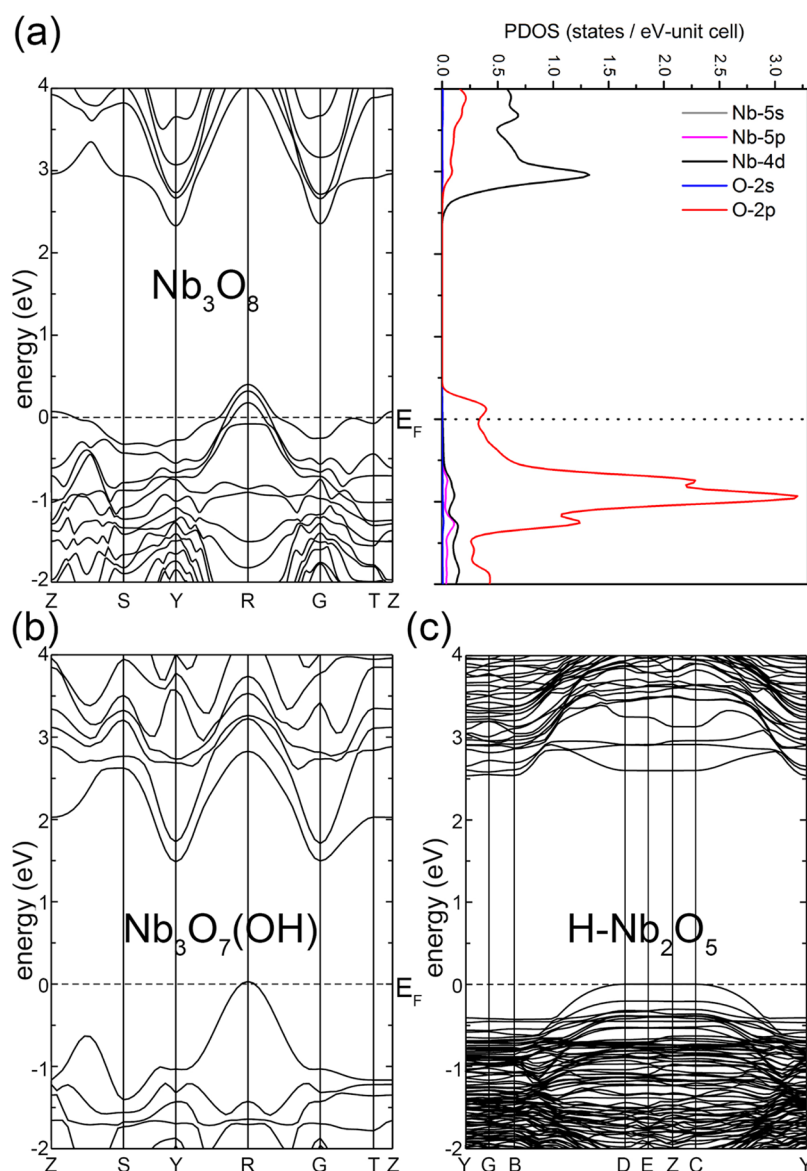 (a)
PDOS (states / eV-unit cell)
0.0 0.5 1.0 1.5 2.0 2.5 3.0
Nb-5s
Nb-5p
Nb-4d
O-2s
O-2p
energy (eV)
4
3
2
1
0
-1
-2
Nb₃O₈
E_F
Z S Y R G T Z
(b)
energy (eV)
4
3
2
1
0
-1
-2
Nb₃O₇(OH)
E_F
Z S Y R G T Z
(c)
energy (eV)
4
3
2
1
0
-1
-2
H-Nb₂O₅
Y G B D E Z C Y